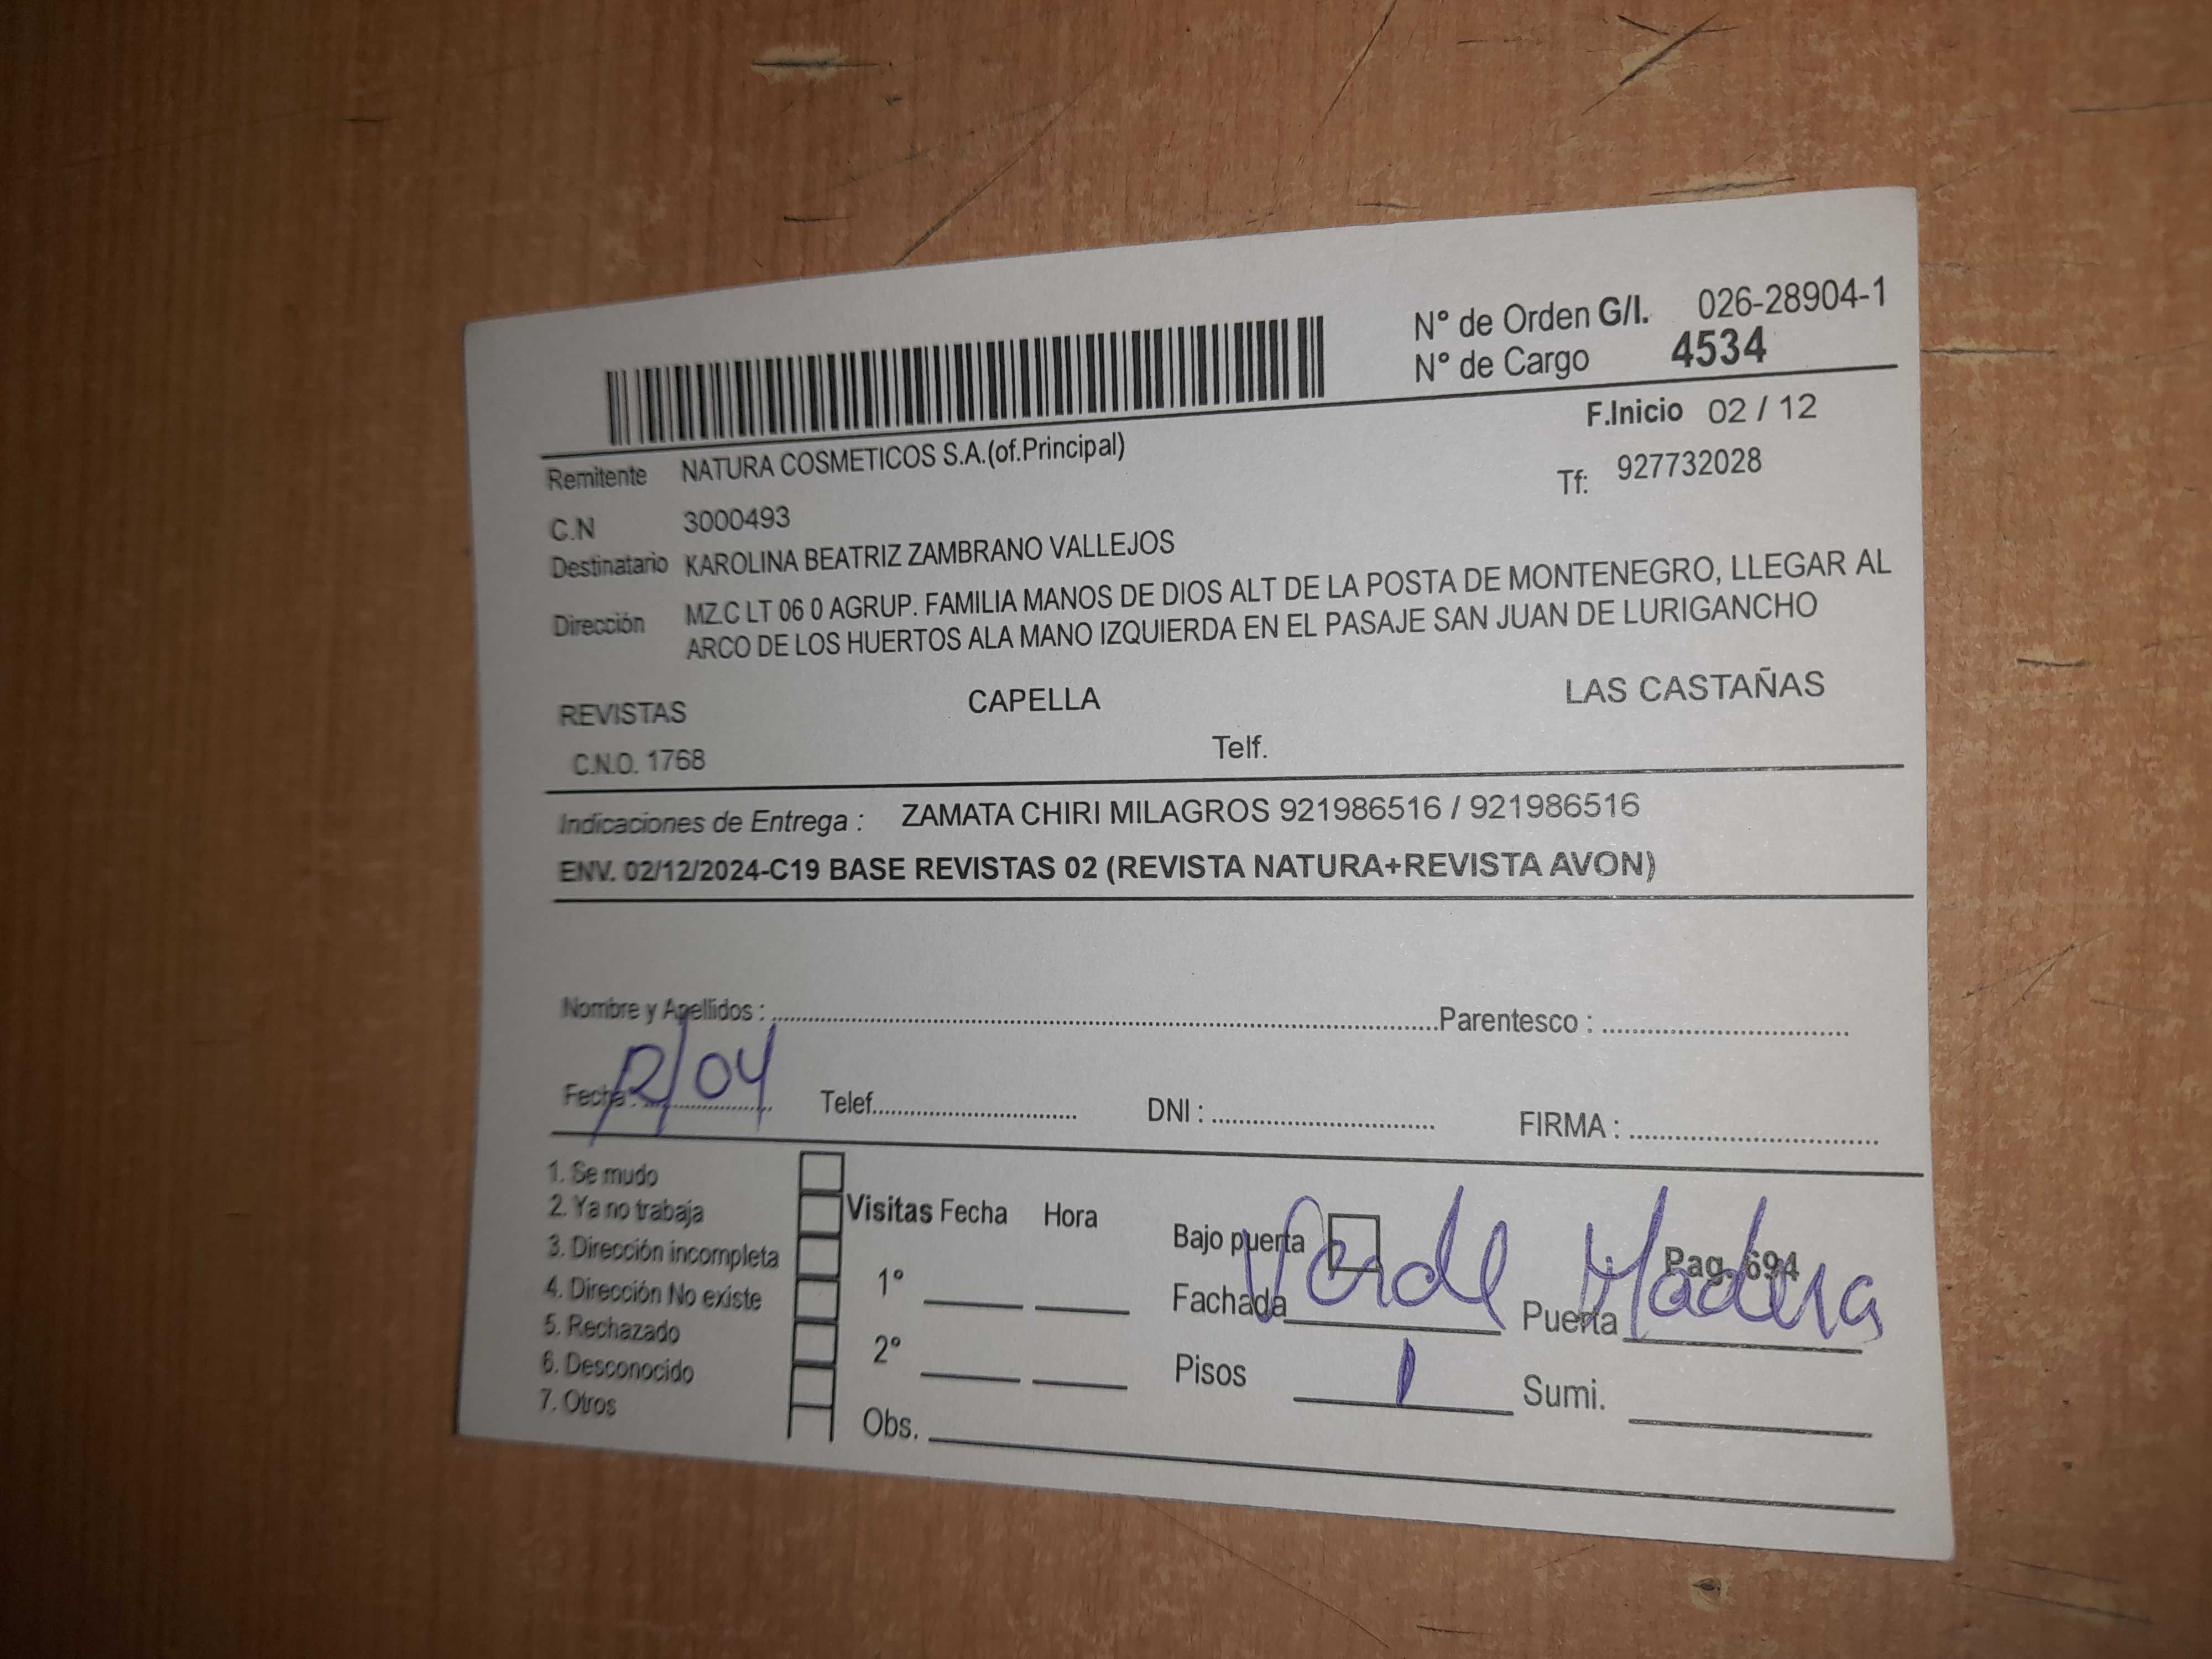 N° de Orden G/I. 026-28904-1
N° de Cargo 4534
F.Inicio 02 / 12
Remitente NATURA COSMETICOS S.A.(of.Principal)
Tf: 927732028
C.N 3000493
Destinatario KAROLINA BEATRIZ ZAMBRANO VALLEJOS
Dirección MZ.C LT 06 0 AGRUP. FAMILIA MANOS DE DIOS ALT DE LA POSTA DE MONTENEGRO, LLEGAR AL
ARCO DE LOS HUERTOS ALA MANO IZQUIERDA EN EL PASAJE SAN JUAN DE LURIGANCHO
REVISTAS CAPELLA LAS CASTAÑAS
C.N.O. 1768 Telf.
Indicaciones de Entrega : ZAMATA CHIRI MILAGROS 921986516 / 921986516
ENV. 02/12/2024-C19 BASE REVISTAS 02 (REVISTA NATURA+REVISTA AVON)
Nombre y Apellidos : Parentesco :
Fecha : 12/04 Telef. DNI : FIRMA :
1. Se mudo
2. Ya no trabaja
3. Dirección incompleta
4. Dirección No existe
5. Rechazado
6. Desconocido
7. Otros
Visitas Fecha Hora
1°
2°
Obs.
Bajo puerta Pag. 694
Fachada Verde Puerta Madera
Pisos 1 Sumi.